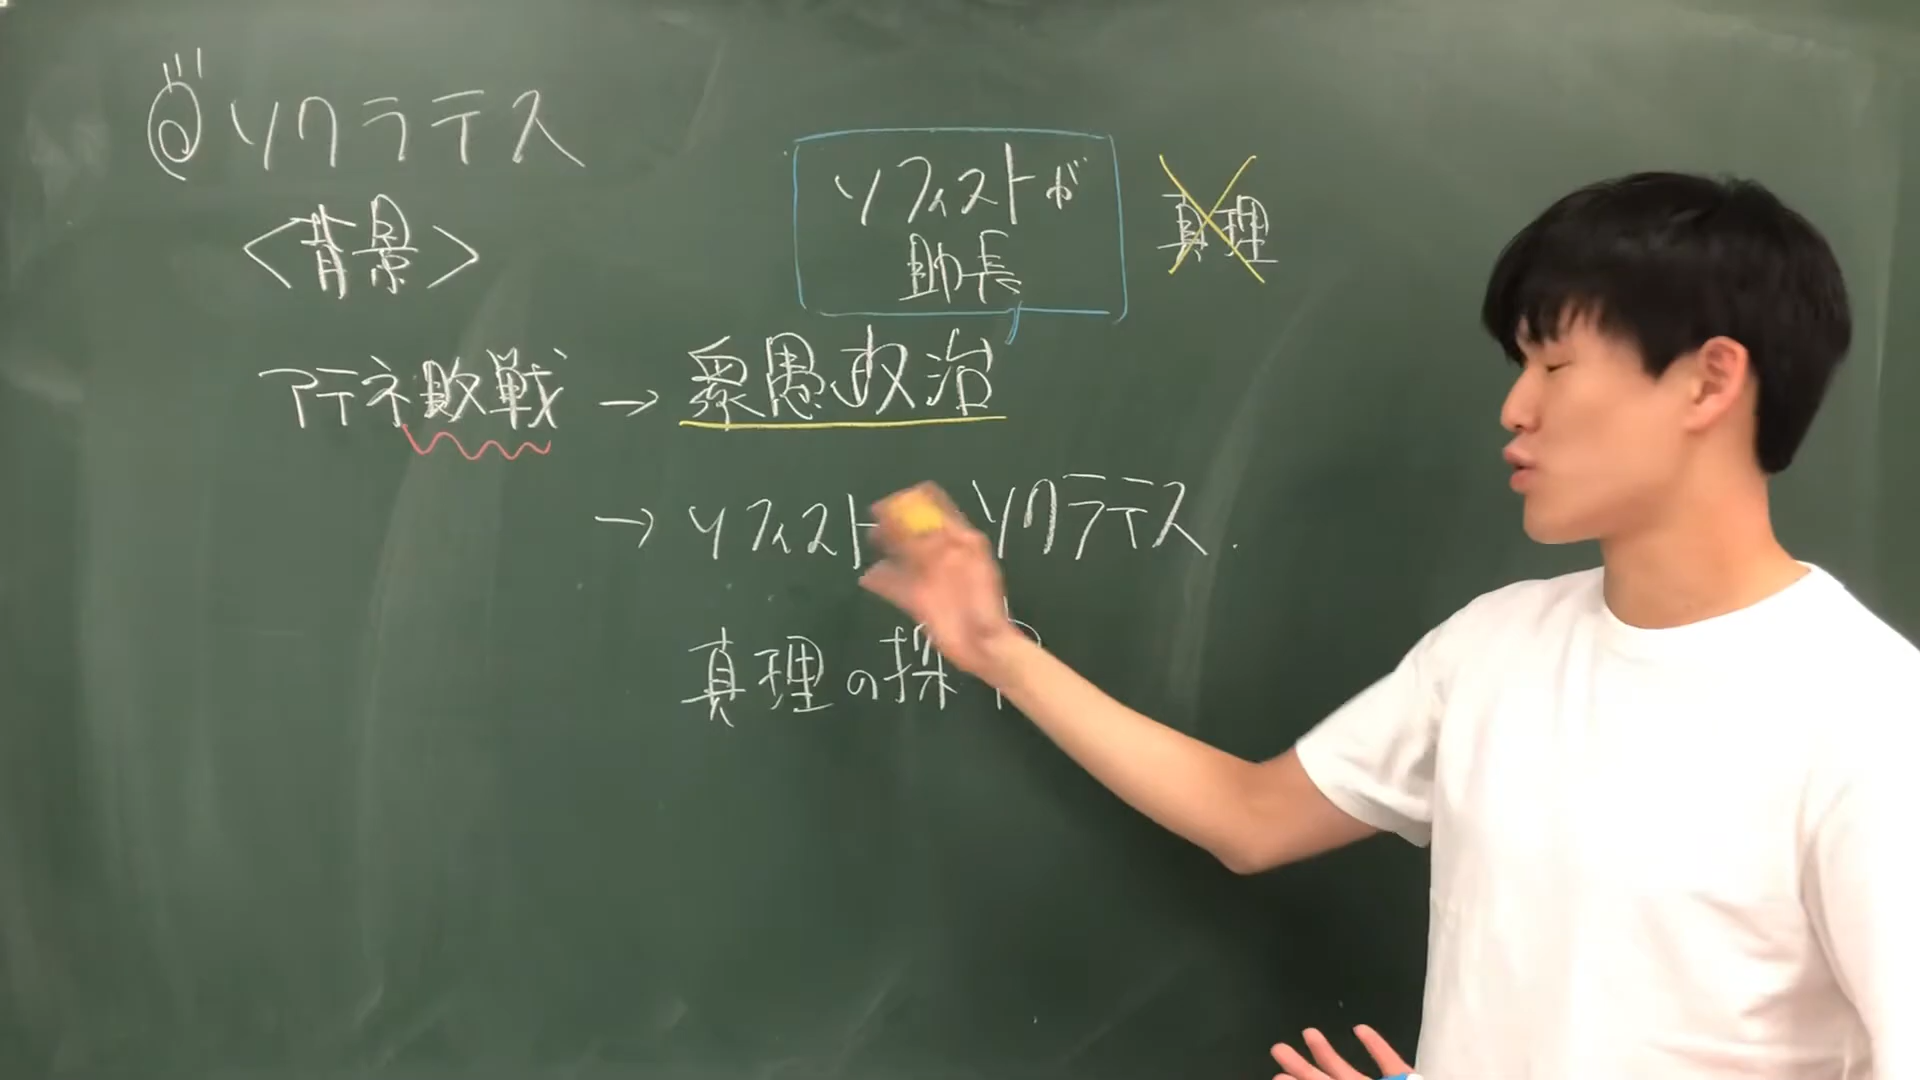 ◎ソクラテス
<背景>
ソフィストが
助長
真理
アテネ敗戦→衆愚政治
→ソフィスト ソクラテス.
真理の探